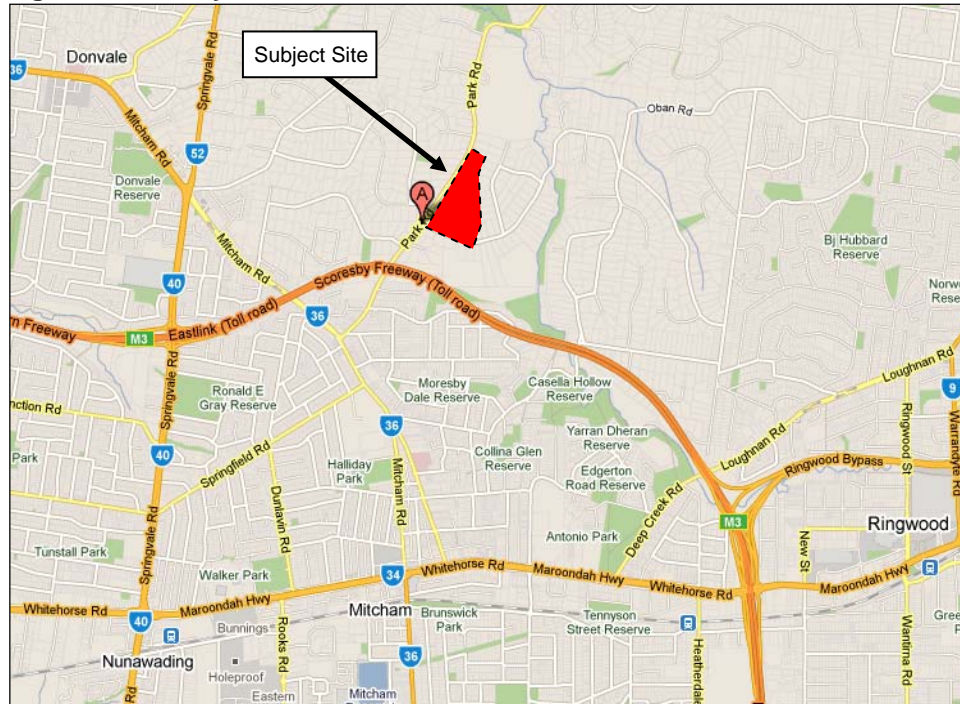 Donvale
Subject Site
36
Springvale Rd
Mitcham Rd
52
Park Rd
Oban Rd
Donvale
Reserve
A
Park Rd
Bj Hubbard
Reserve
Mitcham Rd
40
Scoresby Freeway (Toll road)
36
Eastlink (Toll road)
M3
n Freeway
Norw
Rese
Springvale Rd
Ronald E
Gray Reserve
Moresby
Dale Reserve
Casella Hollow
Reserve
Loughnan Rd
9
nction Rd
36
Yarran Dheran
Reserve
Loughnan Rd
Ringwood St
Warrandyte Rd
Park
40
Springfield Rd
Halliday
Park
Mitcham Rd
Collina Glen
Reserve
Edgerton
Road Reserve
Ringwood Bypass
Dunlavin Rd
Deep Creek Rd
M3
Ringwood
Antonio Park
New St
Tunstall Park
Springvale Rd
Walker Park
34
Whitehorse Rd
Maroondah Hwy
Whitehorse Rd
Maroondah Hwy
Whitehorse Rd
40
Maroondah Hwy
Mitcham
Brunswick
Park
Tennyson
Street Reserve
Gree
P
Bunnings
Rooks Rd
Heatherdale
Wantirna Rd
Nunawading
Holeproof
36
Eastern
Mitcham
Rd